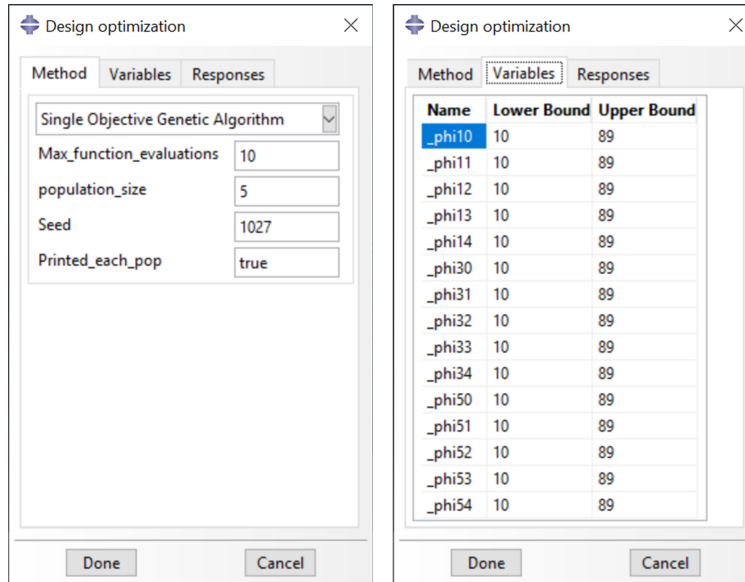 Design optimization
Method Variables Responses
Single Objective Genetic Algorithm
Max_function_evaluations 10
population_size 5
Seed 1027
Printed_each_pop true
Done Cancel
Design optimization
Method Variables Responses
Name Lower Bound Upper Bound
_phi10 10 89
_phi11 10 89
_phi12 10 89
_phi13 10 89
_phi14 10 89
_phi30 10 89
_phi31 10 89
_phi32 10 89
_phi33 10 89
_phi34 10 89
_phi50 10 89
_phi51 10 89
_phi52 10 89
_phi53 10 89
_phi54 10 89
Done Cancel